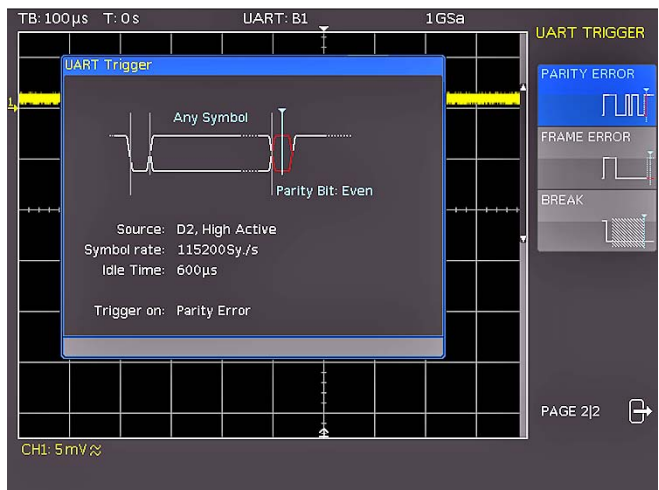 TB: 100µs T: 0s UART: B1 1GSa
UART TRIGGER
UART Trigger
PARITY ERROR
Any Symbol
FRAME ERROR
Parity Bit: Even
BREAK
Source: D2, High Active
Symbol rate: 115200Sy./s
Idle Time: 600µs
Trigger on: Parity Error
PAGE 2|2
CH1: 5mV≈
1